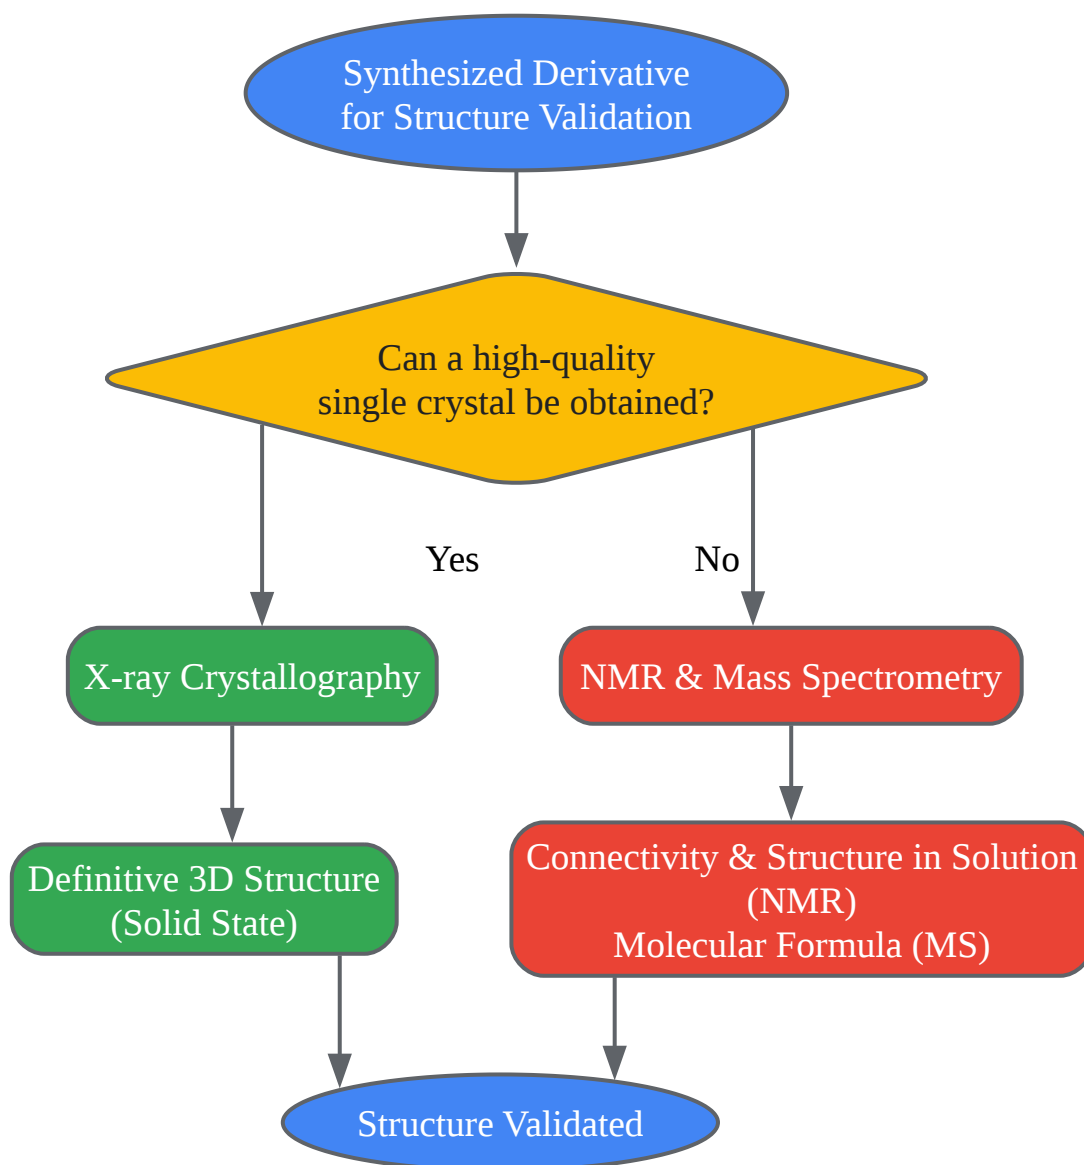 Synthesized Derivative
for Structure Validation
Can a high-quality
single crystal be obtained?
Yes
No
X-ray Crystallography
NMR & Mass Spectrometry
Definitive 3D Structure
(Solid State)
Connectivity & Structure in Solution
(NMR)
Molecular Formula (MS)
Structure Validated